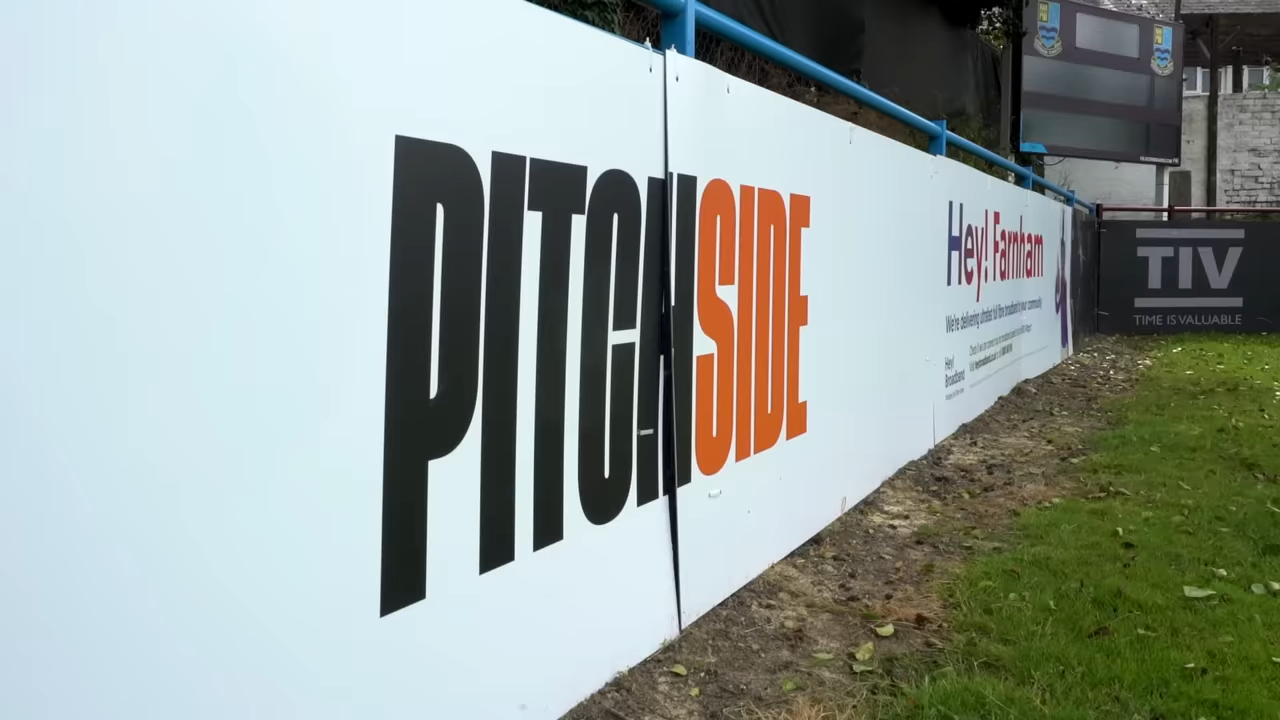 PITCHSIDE
Hey! Farnham
We're delivering ultrafast full fibre broadband to your community
Hey!
Broadband
TIV
TIME IS VALUABLE